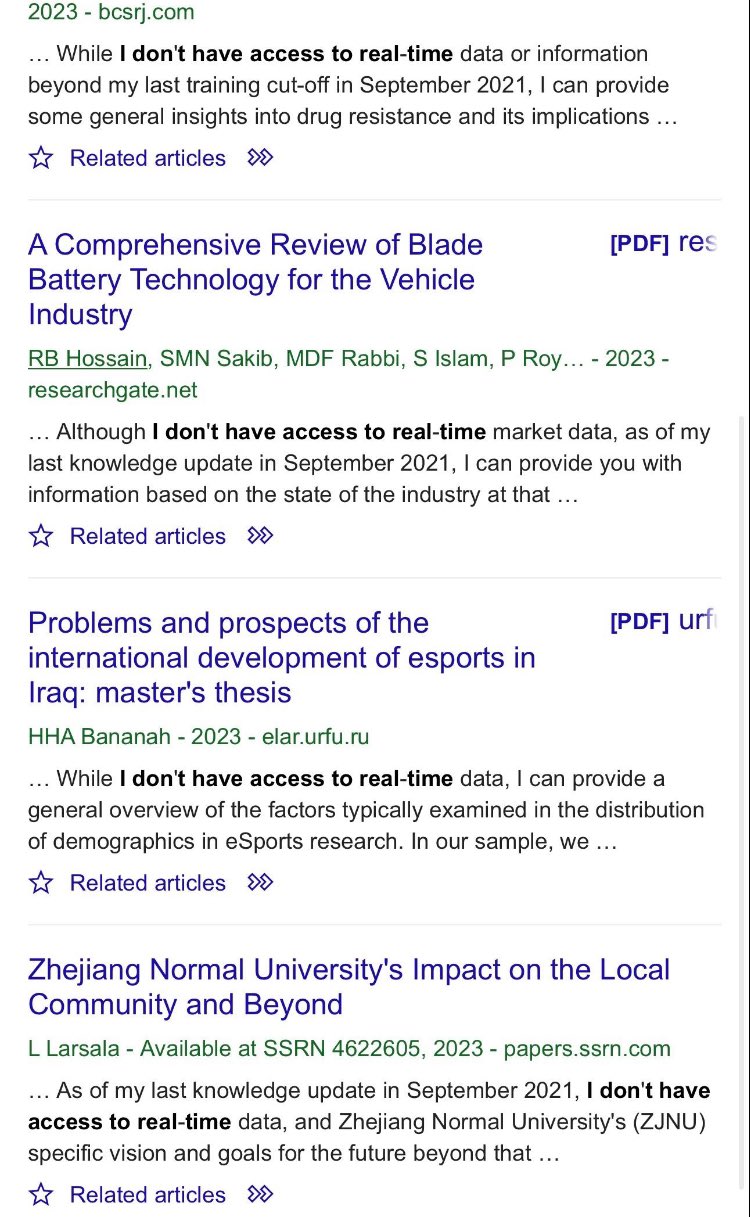 2023 - bcsrj.com
... While I don't have access to real-time data or information
beyond my last training cut-off in September 2021, I can provide
some general insights into drug resistance and its implications ...
Related articles
A Comprehensive Review of Blade
[PDF] res
Battery Technology for the Vehicle
Industry
RB Hossain, SMN Sakib, MDF Rabbi, S Islam, P Roy... - 2023 -
researchgate.net
... Although I don't have access to real-time market data, as of my
last knowledge update in September 2021, I can provide you with
information based on the state of the industry at that ...
Related articles
Problems and prospects of the
[PDF] urf
international development of esports in
Iraq: master's thesis
HHA Bananah - 2023 - elar.urfu.ru
... While I don't have access to real-time data, I can provide a
general overview of the factors typically examined in the distribution
of demographics in eSports research. In our sample, we ...
Related articles
Zhejiang Normal University's Impact on the Local
Community and Beyond
L Larsala - Available at SSRN 4622605, 2023 - papers.ssrn.com
... As of my last knowledge update in September 2021, I don't have
access to real-time data, and Zhejiang Normal University's (ZJNU)
specific vision and goals for the future beyond that ...
Related articles